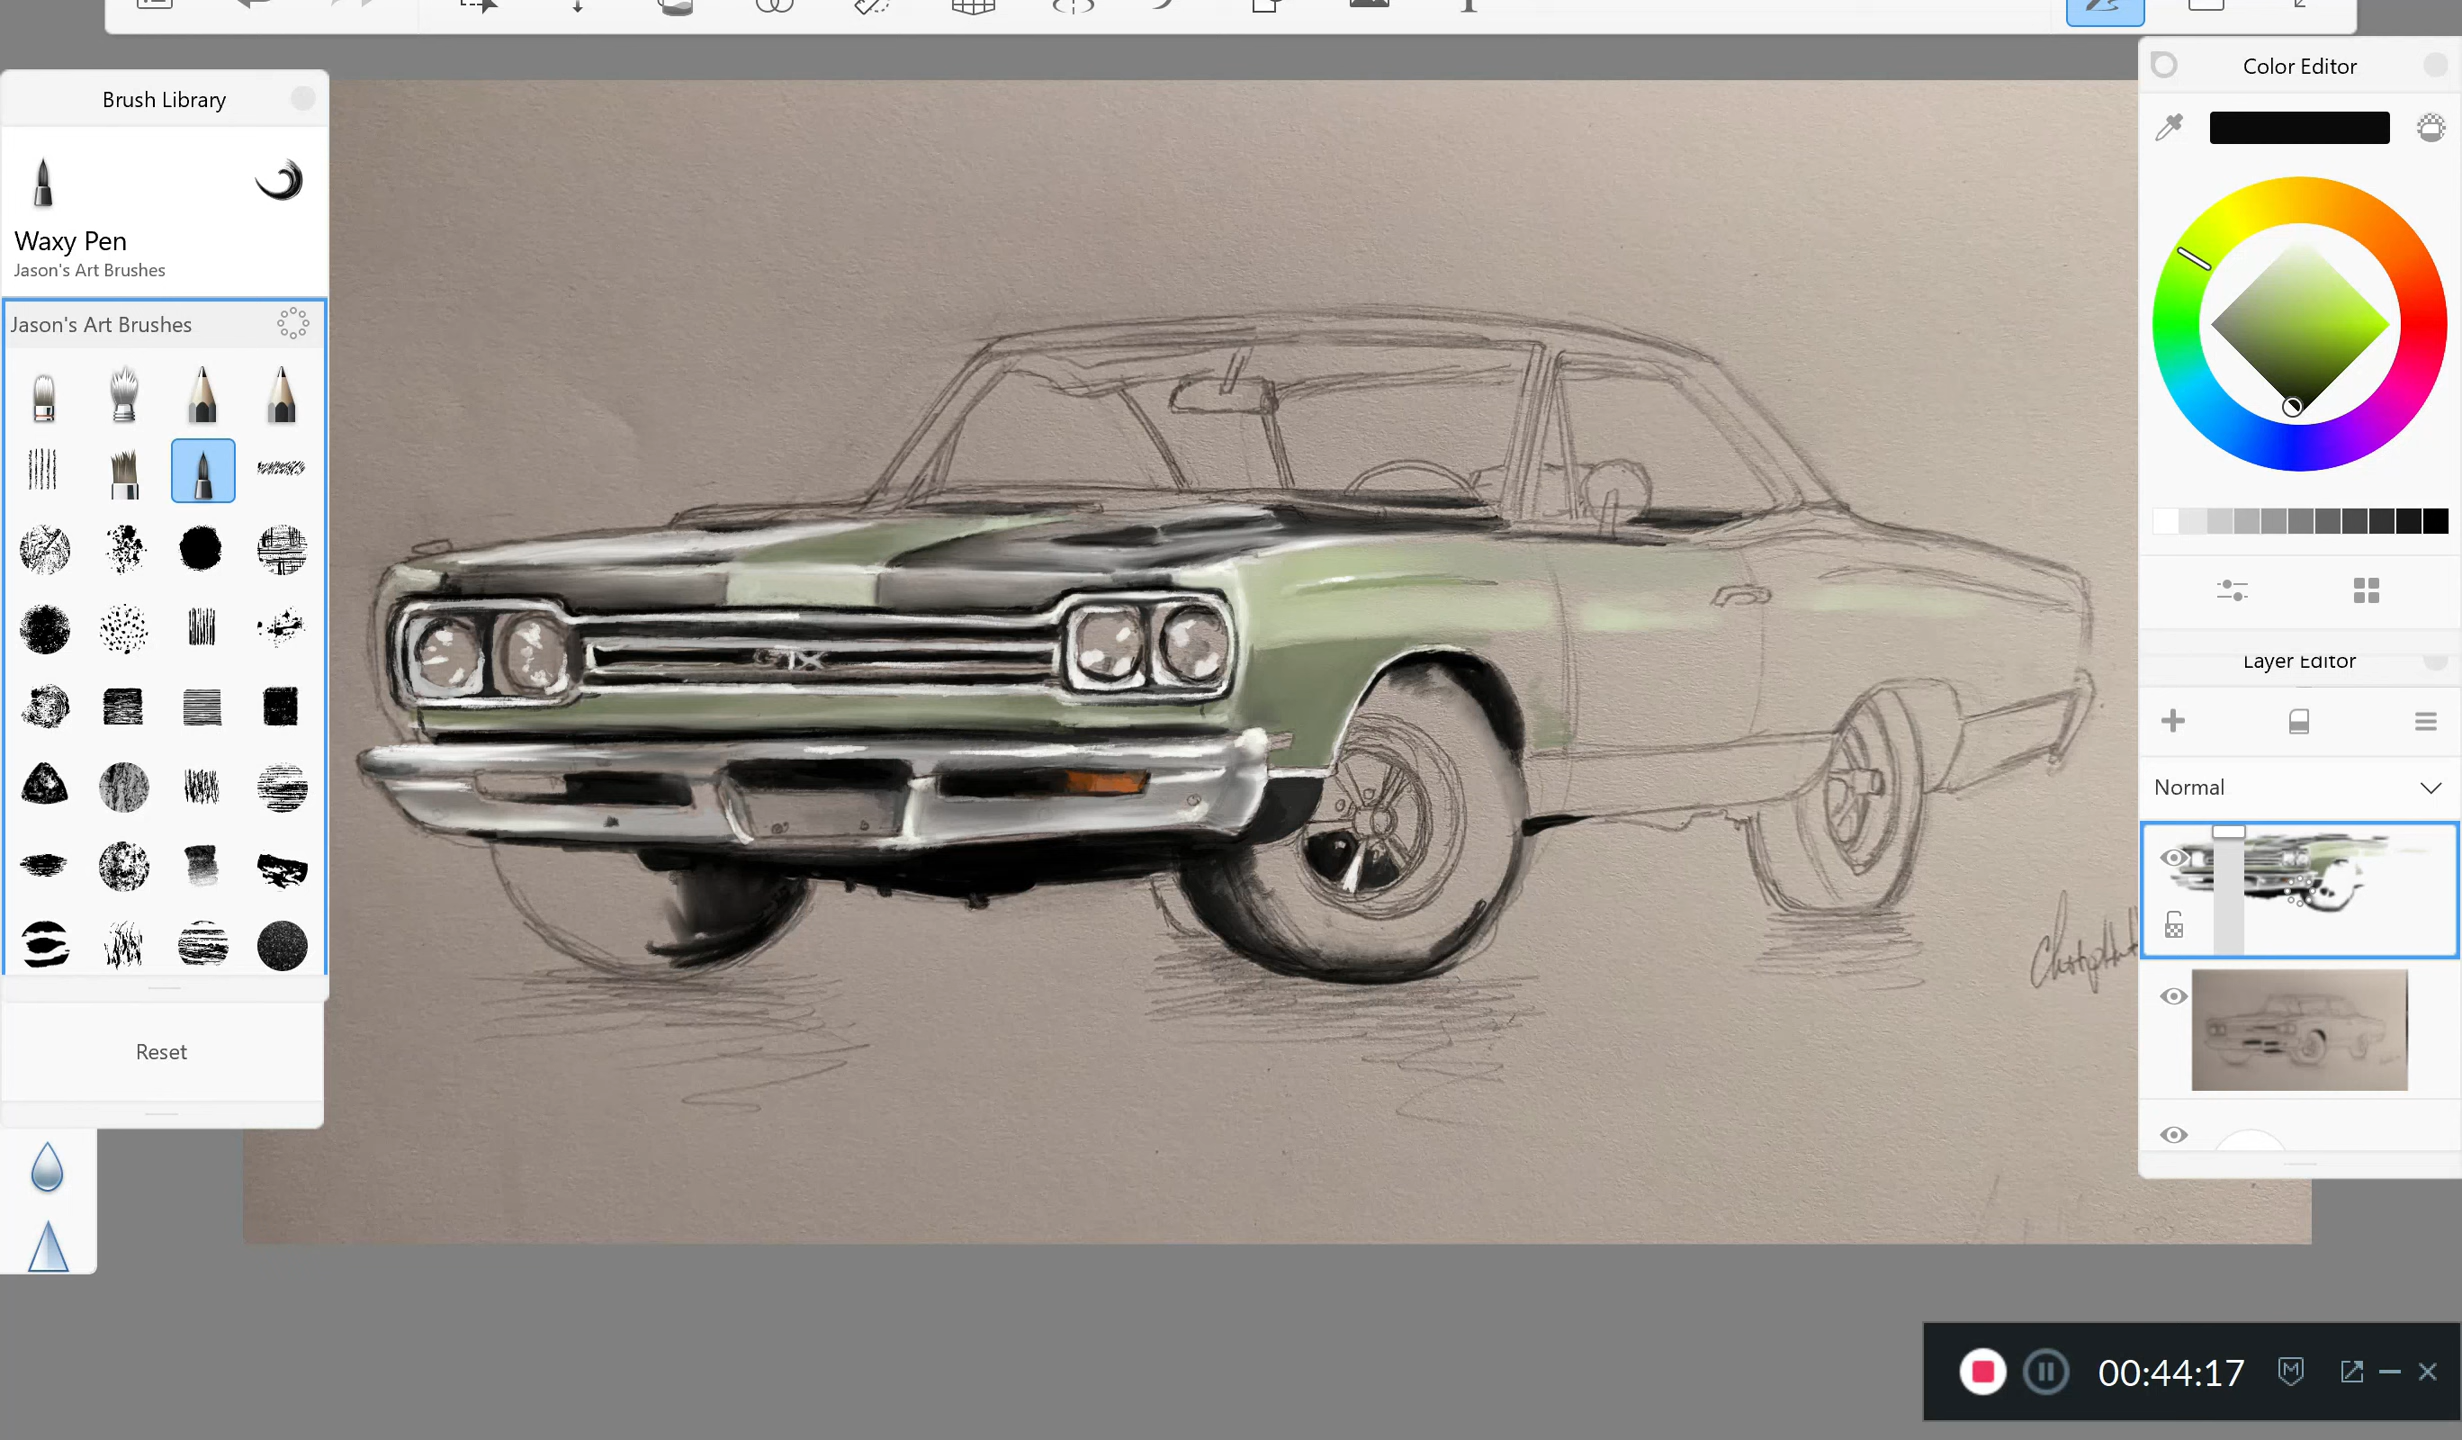 Brush Library
Waxy Pen
Jason's Art Brushes
Jason's Art Brushes
Reset
GTX
Color Editor
Layer Editor
Normal
00:44:17